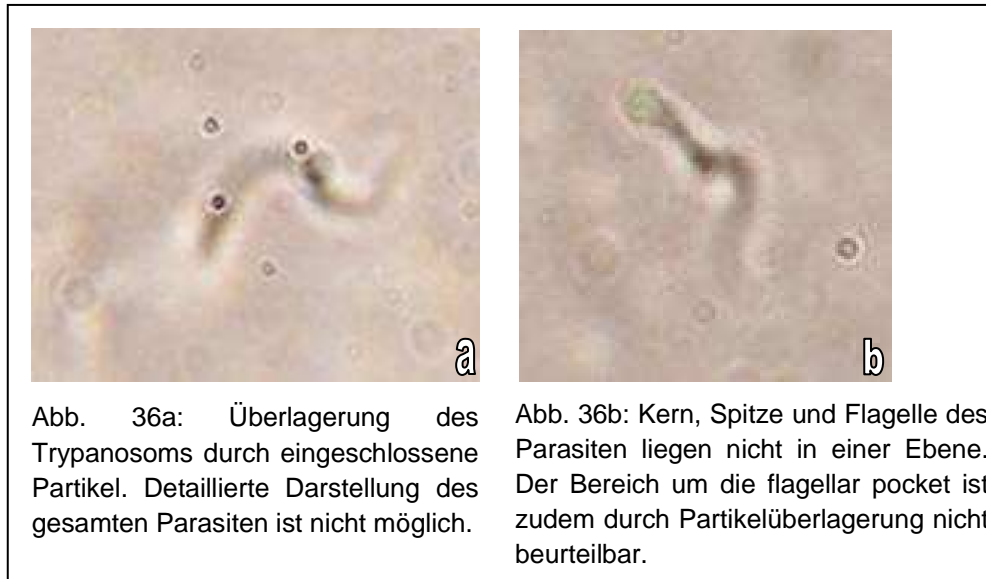 a
b
Abb. 36a: Überlagerung des
Trypanosoms durch eingeschlossene
Partikel. Detaillierte Darstellung des
gesamten Parasiten ist nicht möglich.
Abb. 36b: Kern, Spitze und Flagelle des
Parasiten liegen nicht in einer Ebene.
Der Bereich um die flagellar pocket ist
zudem durch Partikelüberlagerung nicht
beurteilbar.